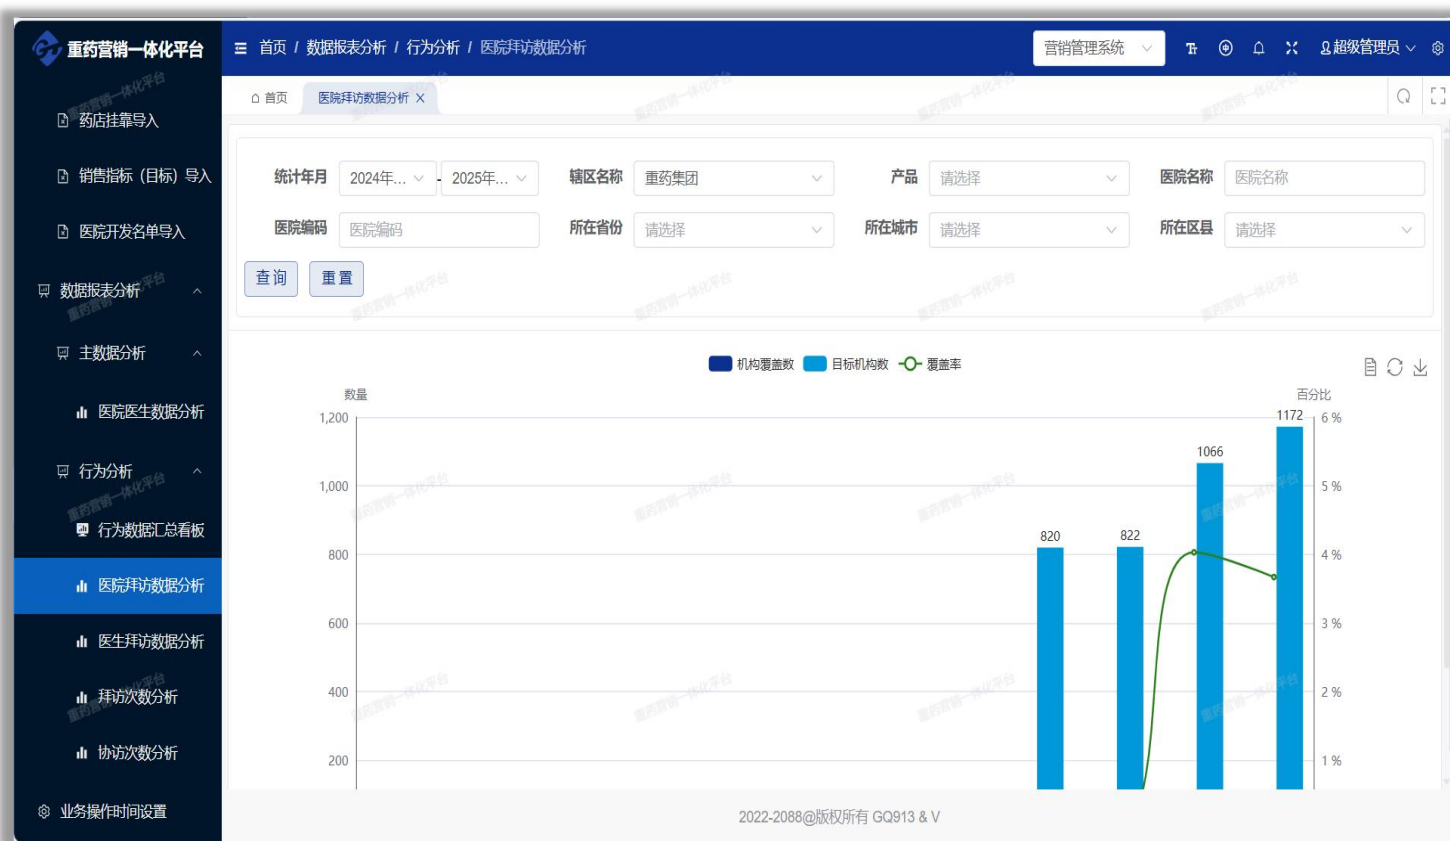 重药营销一体化平台
首页 / 数据报表分析 / 行为分析 / 医院拜访数据分析
营销管理系统
超级管理员
首页
医院拜访数据分析 X
药店挂靠导入
销售指标（目标）导入
医院开发名单导入
数据报表分析
主数据分析
医院医生数据分析
行为分析
行为数据汇总看板
医院拜访数据分析
医生拜访数据分析
拜访次数分析
协访次数分析
业务操作时间设置
统计年月 2024年... - 2025年... 辖区名称 重药集团 产品 请选择 医院名称 医院名称
医院编码 医院编码 所在省份 请选择 所在城市 请选择 所在区县 请选择
查询 重置
机构覆盖数 目标机构数 覆盖率
数量 百分比
1,200 1172 6 %
1066
1,000 5 %
820 822
800 4 %
600 3 %
400 2 %
200 1 %
2022-2088@版权所有 GQ913 & V
重药营销一体化平台